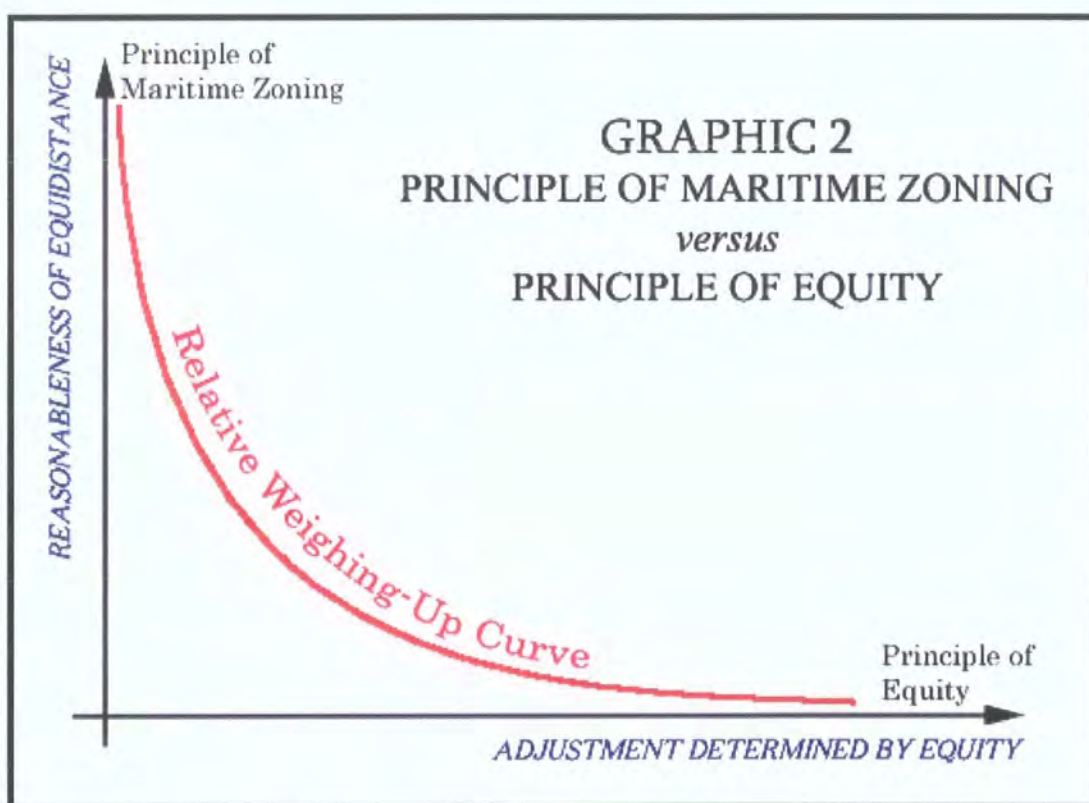 Principle of
Maritime Zoning
REASONABLENESS OF EQUIDISTANCE
GRAPHIC 2
PRINCIPLE OF MARITIME ZONING
versus
PRINCIPLE OF EQUITY
Relative Weighing-Up Curve
Principle of
Equity
ADJUSTMENT DETERMINED BY EQUITY